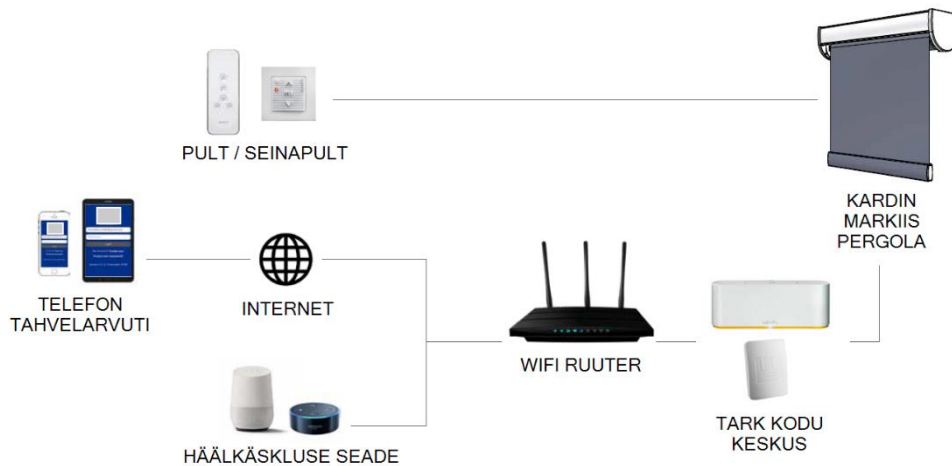 PULT / SEINAPULT
KARDIN
MARKIIS
PERGOLA
TELEFON
TAHVELARVUTI
INTERNET
WIFI RUUTER
TARK KODU
KESKUS
HÄÄLKÄSKLUSE SEADE